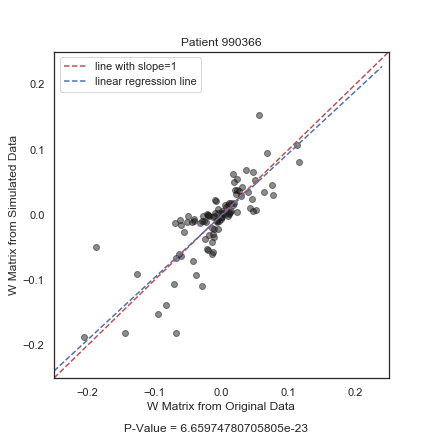 Patient 990366
line with slope=1
linear regression line
W Matrix from Simulated Data
0.2
0.1
0.0
−0.1
−0.2
−0.2
−0.1
0.0
0.1
0.2
W Matrix from Original Data
P-Value = 6.65974780705805e-23